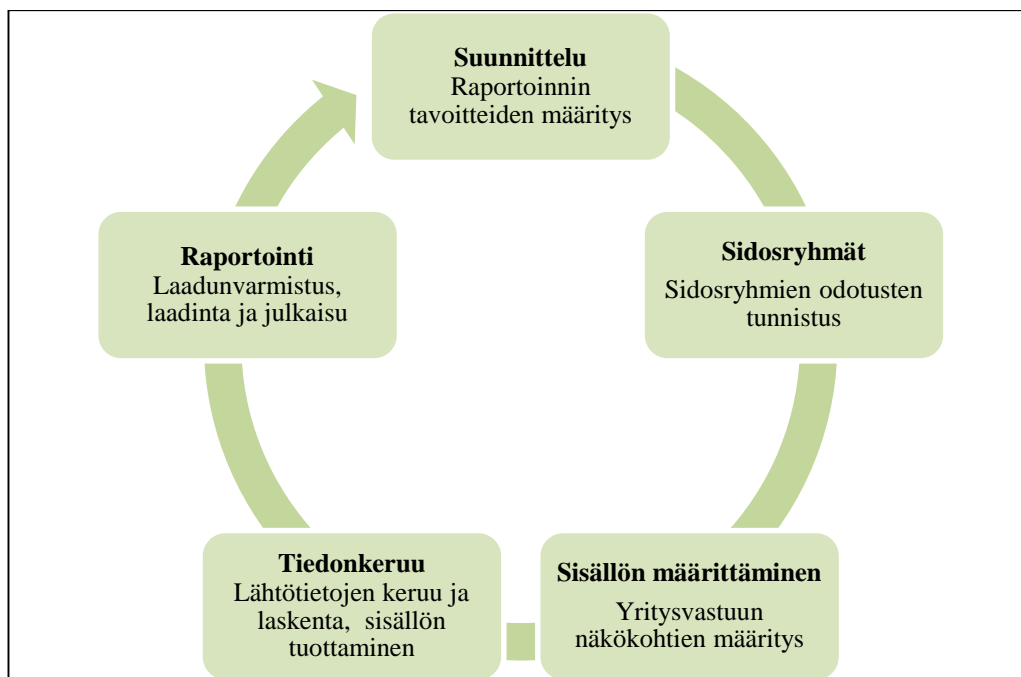 Suunnittelu
Raportoinnin
tavoitteiden määritys
Sidosryhmät
Sidosryhmien odotusten
tunnistus
Sisällön määrittäminen
Yritysvastuun
näkökohtien määritys
Tiedonkeruu
Lähtötietojen keruu ja
laskenta, sisällön
tuottaminen
Raportointi
Laadunvarmistus,
laadinta ja julkaisu